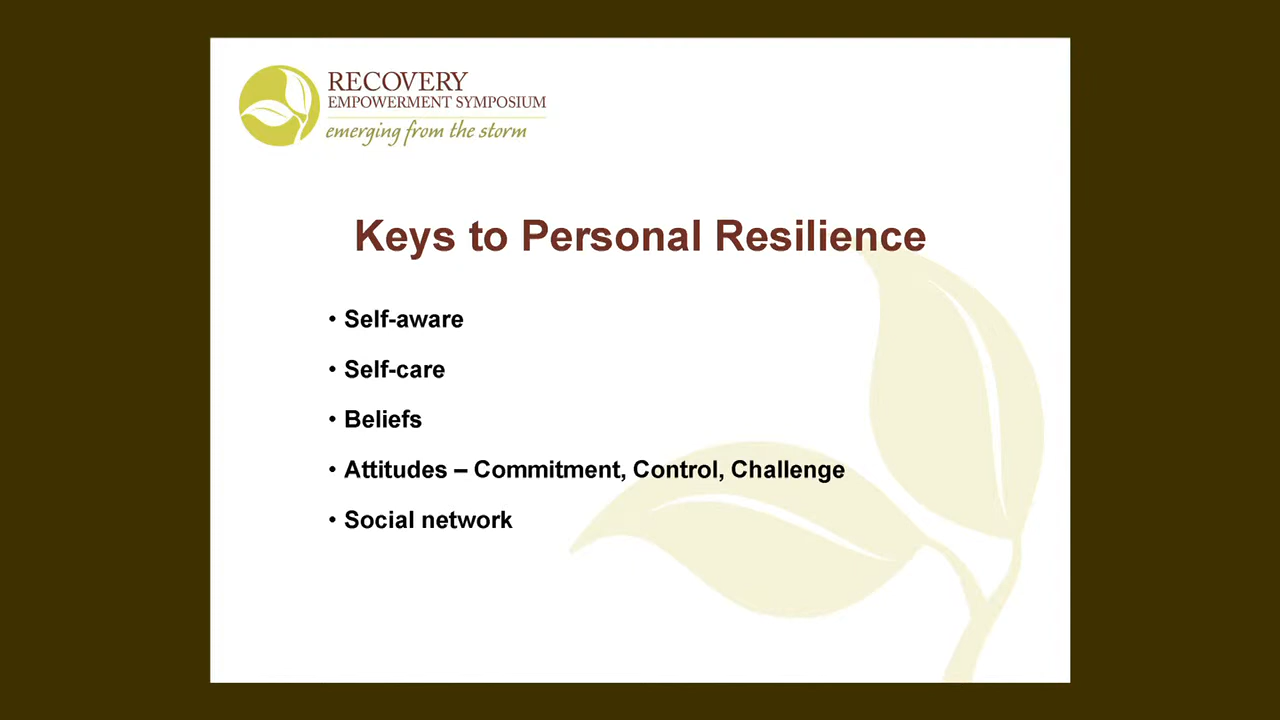 RECOVERY
EMPOWERMENT SYMPOSIUM
emerging from the storm
Keys to Personal Resilience
• Self-aware
• Self-care
• Beliefs
• Attitudes – Commitment, Control, Challenge
• Social network